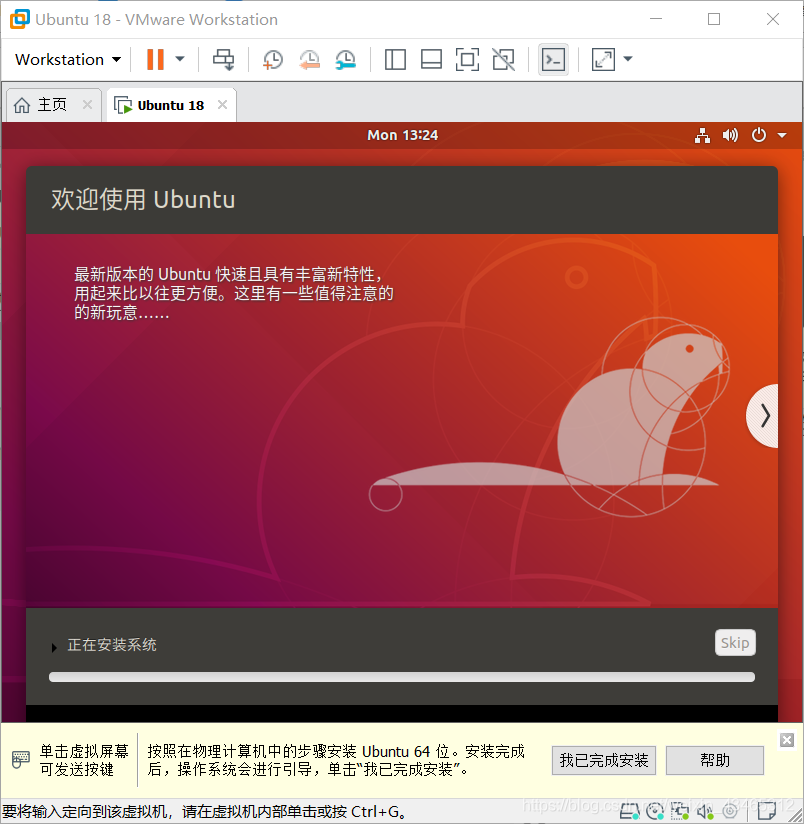 Ubuntu 18 - VMware Workstation
Workstation
主页
Ubuntu 18
Mon 13:24
欢迎使用 Ubuntu
最新版本的 Ubuntu 快速且具有丰富新特性，
用起来比以往更方便。这里有一些值得注意的
的新玩意……
正在安装系统
Skip
单击虚拟屏幕
可发送按键
按照在物理计算机中的步骤安装 Ubuntu 64 位。安装完成
后，操作系统会进行引导，单击“我已完成安装”。
我已完成安装
帮助
要将输入定向到该虚拟机，请在虚拟机内部单击或按 Ctrl+G。